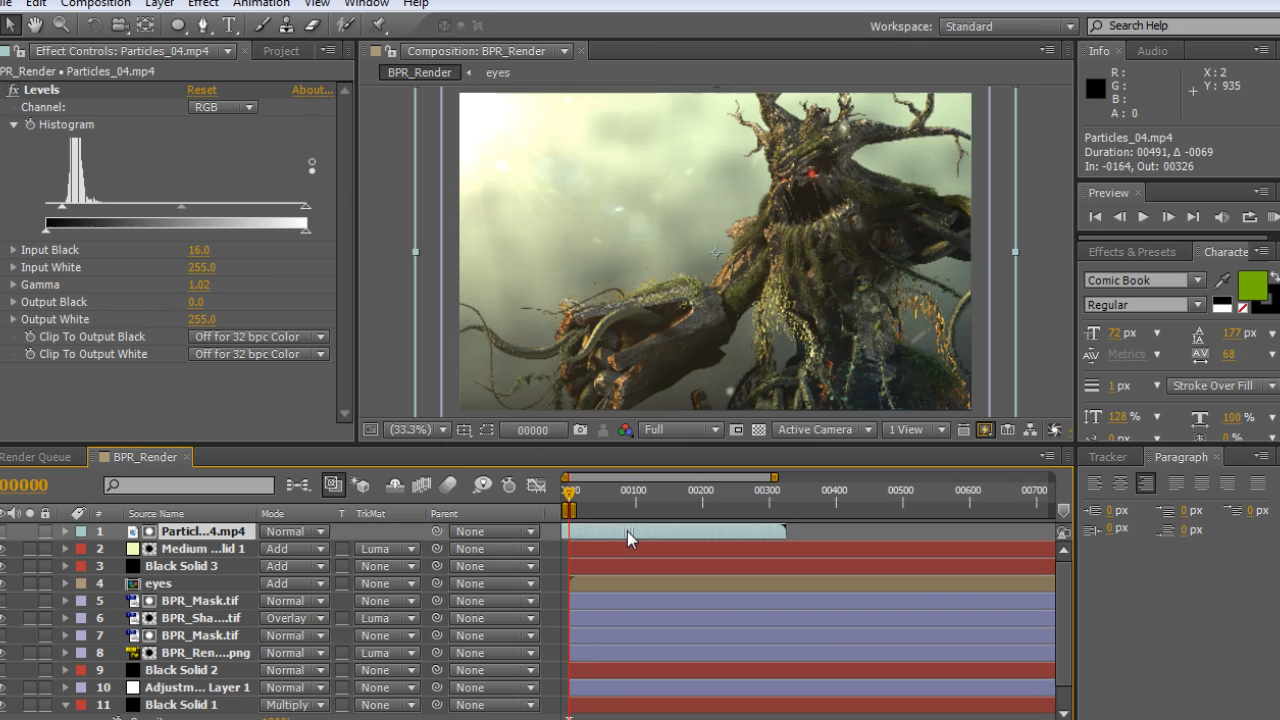 Edit Composition Layer Effect Animation View Window Help
Workspace: Standard Search Help
Effect Controls: Particles_04.mp4 Project Composition: BPR_Render Info Audio
PR_Render • Particles_04.mp4 BPR_Render eyes
fx Levels Reset About...
Channel: RGB
Histogram
R: X: 2
G: Y: 935
B:
A: 0
Particles_04.mp4
Duration: 00491, Δ -0069
In: -0164, Out: 00326
Preview
Input Black 16.0
Input White 255.0
Gamma 1.02
Output Black 0.0
Output White 255.0
Clip To Output Black Off for 32 bpc Color
Clip To Output White Off for 32 bpc Color
Effects & Presets Characte
Comic Book
Regular
72 px 177 px
Metrics 68
1 px Stroke Over Fill
128 % 100 %
0 px 0 %
(33.3%) 00000 Full Active Camera 1 View
Render Queue BPR_Render Tracker Paragraph
00000
00100 00200 00300 00400 00500 00600 00700
# Source Name Mode T TrkMat Parent
1 Particl...4.mp4 Normal None
2 Medium ...lid 1 Add Luma None
3 Black Solid 3 Add None None
4 eyes Add None None
5 BPR_Mask.tif Normal None None
6 BPR_Sha....tif Overlay Luma None
7 BPR_Mask.tif Normal None None
8 BPR_Ren....png Normal Luma None
9 Black Solid 2 Normal None None
10 Adjustm... Layer 1 Normal None None
11 Black Solid 1 Multiply None None
0 px 0 px 0 px
0 px 0 px